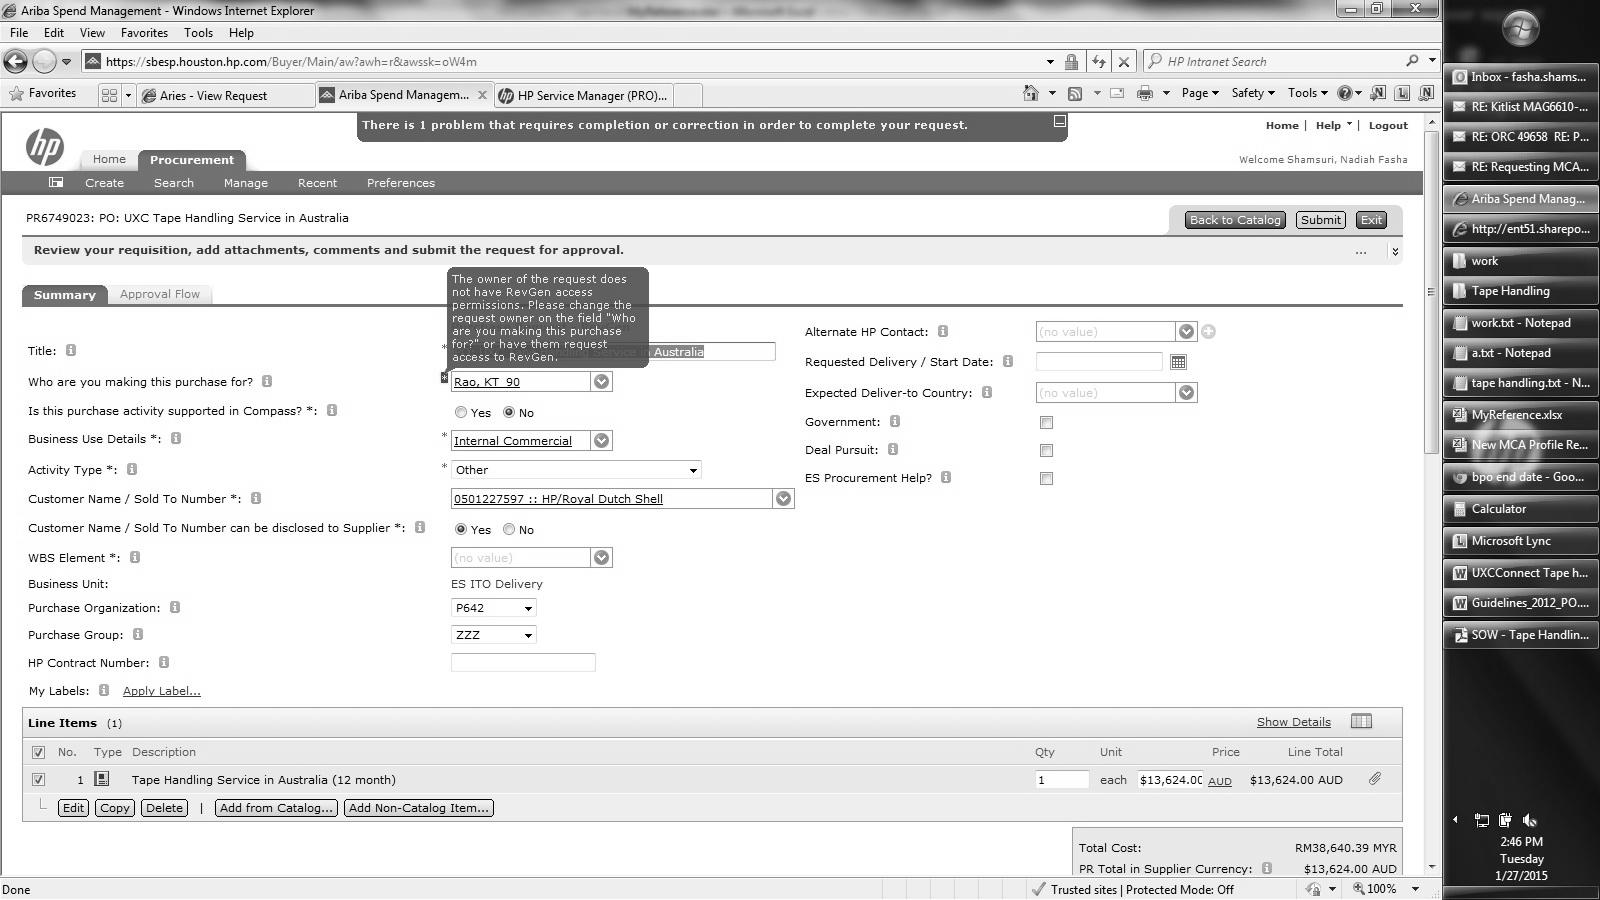 Ariba Spend Management - Windows Internet Explorer
File Edit View Favorites Tools Help
https://sbesp.houston.hp.com/Buyer/Main/aw?awh=r&awssk=oW4m
HP Intranet Search
Favorites
Aries - View Request
Ariba Spend Managem...
HP Service Manager (PRO)...
Page Safety Tools
There is 1 problem that requires completion or correction in order to complete your request.
Home | Help | Logout
hp
Home
Procurement
Welcome Shamsuri, Nadiah Fasha
Create Search Manage Recent Preferences
PR6749023: PO: UXC Tape Handling Service in Australia
Back to Catalog Submit Exit
Review your requisition, add attachments, comments and submit the request for approval.
...
Summary
Approval Flow
The owner of the request does
not have RevGen access
permissions. Please change the
request owner on the field "Who
are you making this purchase
for?" or have them request
access to RevGen.
Title:
* Australia
Who are you making this purchase for?
* Rao, KT_90
Is this purchase activity supported in Compass? *:
Yes No
Business Use Details *:
* Internal Commercial
Activity Type *:
* Other
Customer Name / Sold To Number *:
0501227597 :: HP/Royal Dutch Shell
Customer Name / Sold To Number can be disclosed to Supplier *:
Yes No
WBS Element *:
(no value)
Business Unit:
ES ITO Delivery
Purchase Organization:
P642
Purchase Group:
ZZZ
HP Contract Number:
My Labels:
Apply Label...
Alternate HP Contact:
(no value)
Requested Delivery / Start Date:
Expected Deliver-to Country:
(no value)
Government:
Deal Pursuit:
ES Procurement Help?
Line Items (1)
Show Details
No. Type Description Qty Unit Price Line Total
1 Tape Handling Service in Australia (12 month) 1 each $13,624.00 AUD $13,624.00 AUD
Edit Copy Delete | Add from Catalog... Add Non-Catalog Item...
Total Cost: RM38,640.39 MYR
PR Total in Supplier Currency: $13,624.00 AUD
Done
Trusted sites | Protected Mode: Off
100%
Inbox - fasha.shams...
RE: Kitlist MAG6610-...
RE: ORC 49658 RE: P...
RE: Requesting MCA...
Ariba Spend Manag...
http://ent51.sharepo...
work
Tape Handling
work.txt - Notepad
a.txt - Notepad
tape handling.txt - N...
MyReference.xlsx
New MCA Profile Re...
bpo end date - Goo...
Calculator
Microsoft Lync
UXCConnect Tape h...
Guidelines_2012_PO....
SOW - Tape Handlin...
2:46 PM
Tuesday
1/27/2015